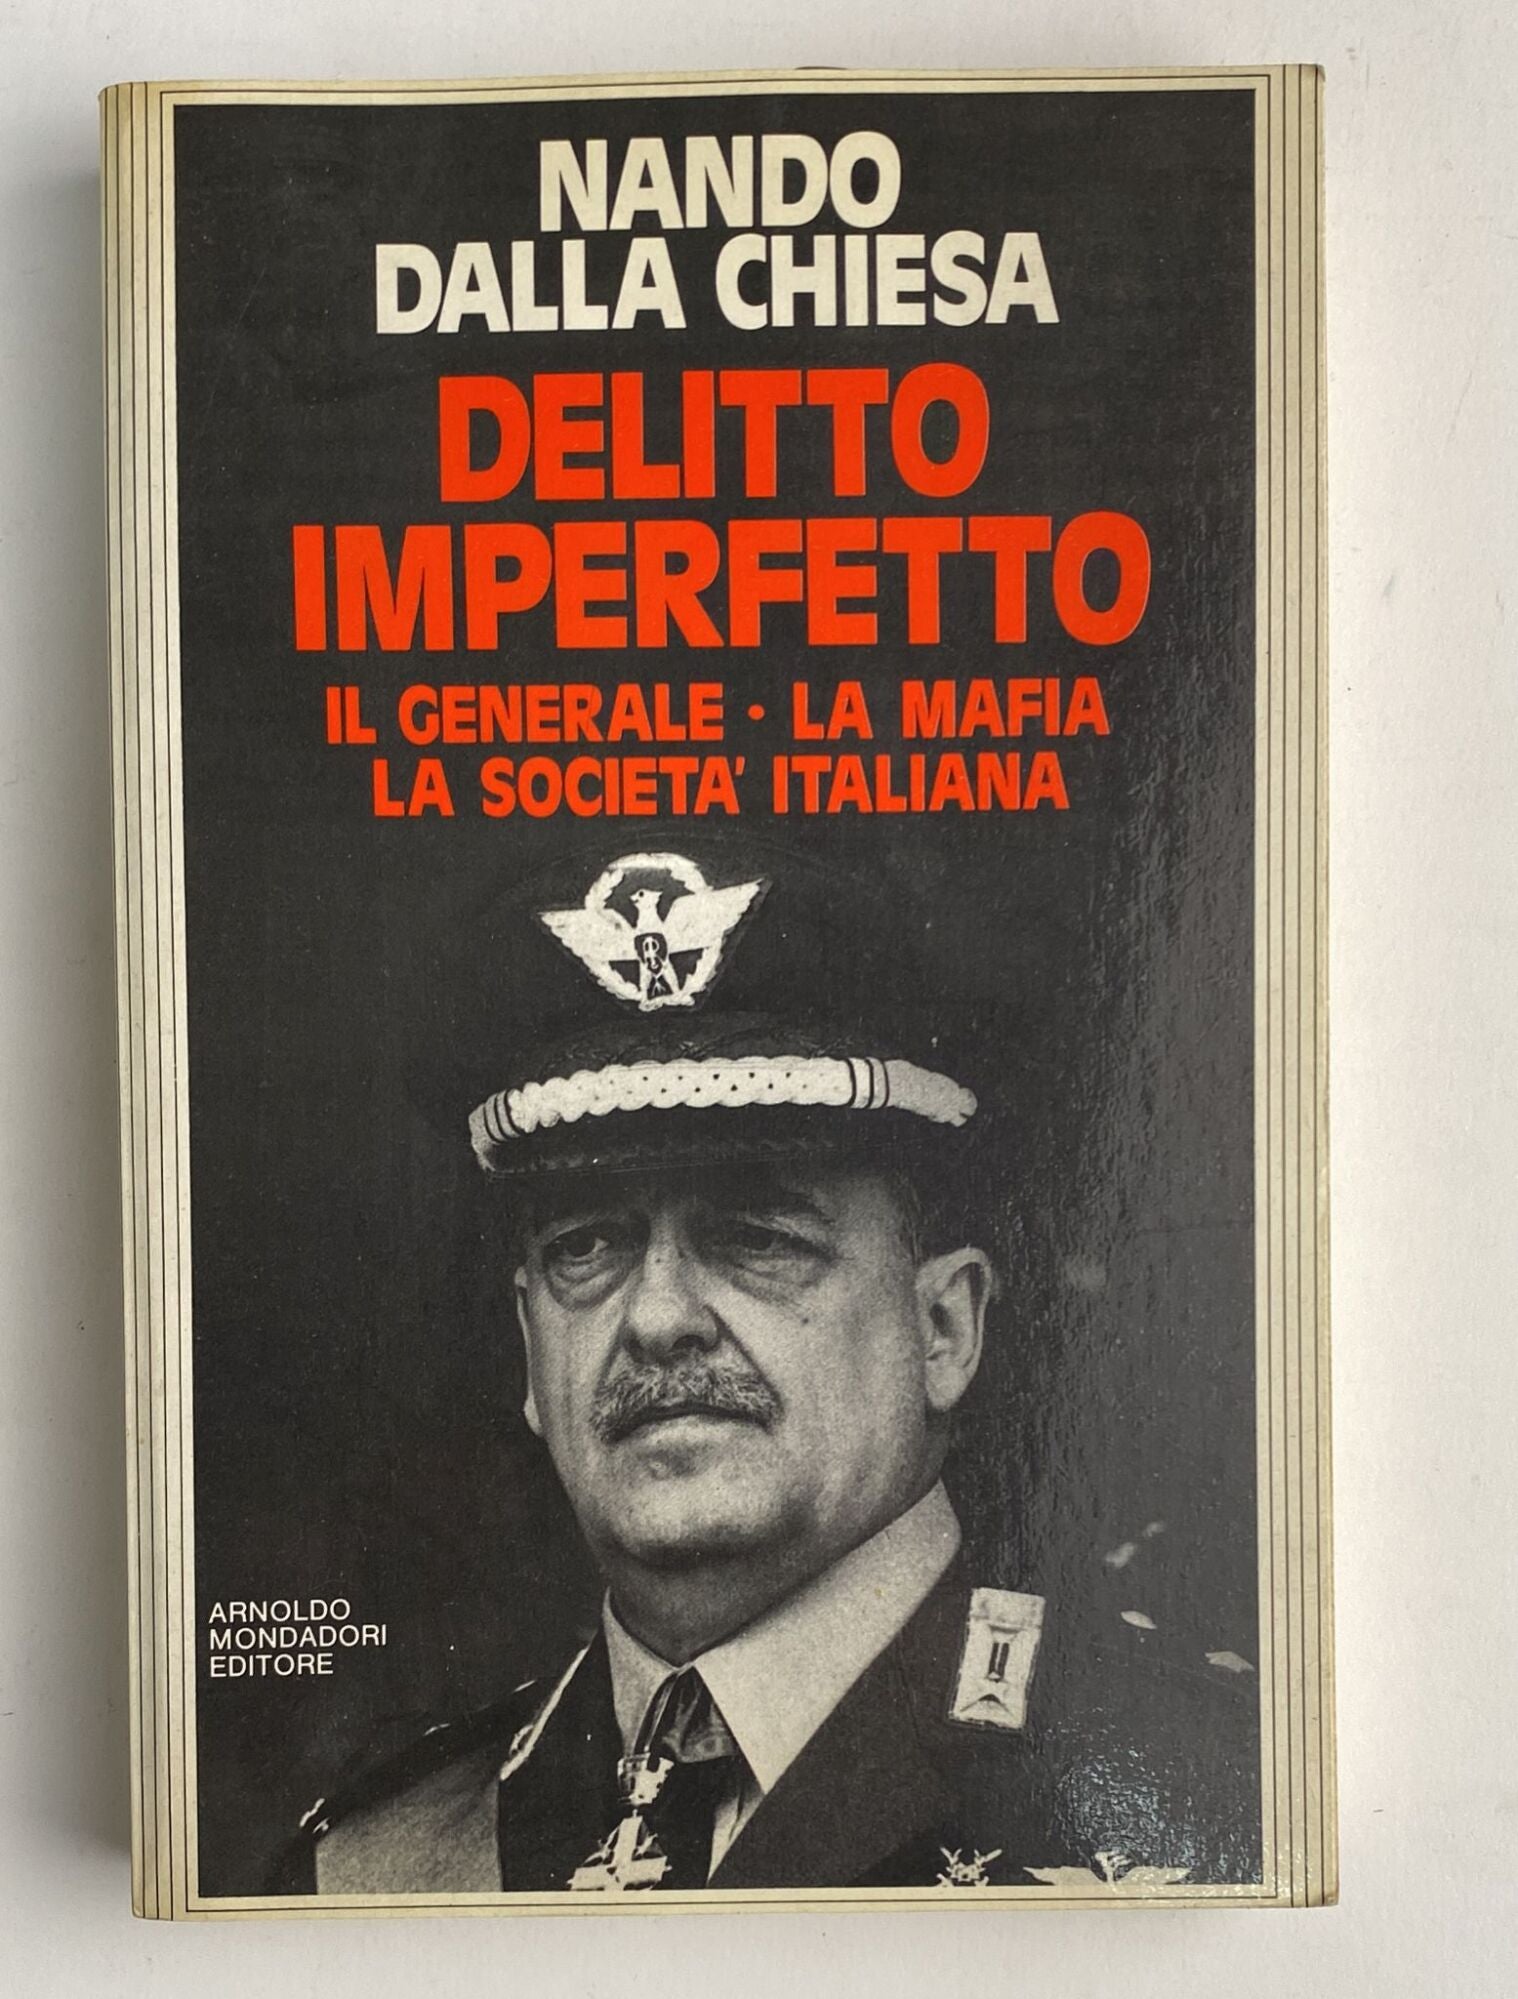 NANDO
DALLA CHIESA
DELITTO
IMPERFETTO
IL GENERALE • LA MAFIA
LA SOCIETA' ITALIANA
ARNOLDO
MONDADORI
EDITORE